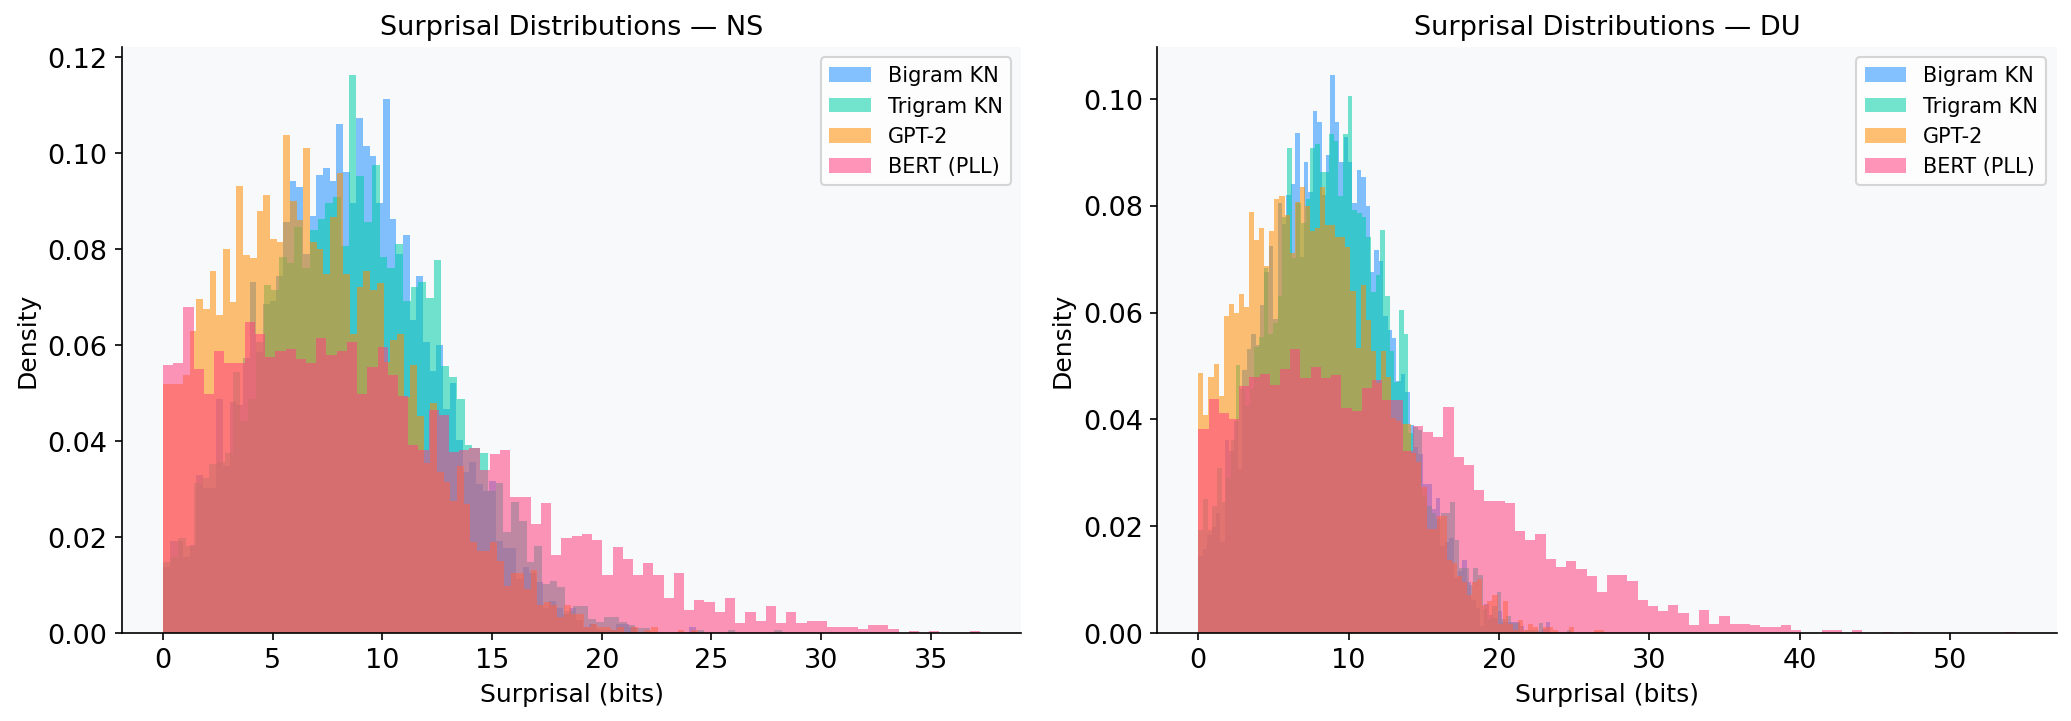 Surprisal Distributions — NS
Density
0.12
0.10
0.08
0.06
0.04
0.02
0.00
0 5 10 15 20 25 30 35
Surprisal (bits)
Bigram KN
Trigram KN
GPT-2
BERT (PLL)
Surprisal Distributions — DU
Density
0.10
0.08
0.06
0.04
0.02
0.00
0 10 20 30 40 50
Surprisal (bits)
Bigram KN
Trigram KN
GPT-2
BERT (PLL)